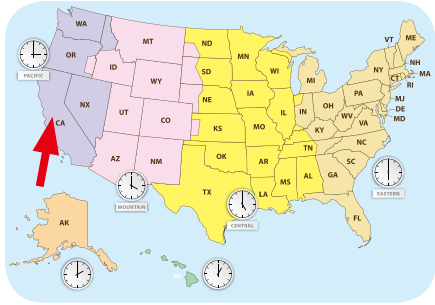 WA
OR
PACIFIC
CA
NX
ID
MT
WY
UT
CO
AZ
NM
MOUNTAIN
ND
SD
NE
KS
OK
TX
MN
IA
MO
AR
LA
CENTRAL
WI
IL
MS
AL
TN
MI
IN
OH
KY
WV
VA
NC
SC
GA
FL
EASTERN
PA
NY
VT
ME
NH
MA
CT
RI
MJ
DE
MD
AK
HI